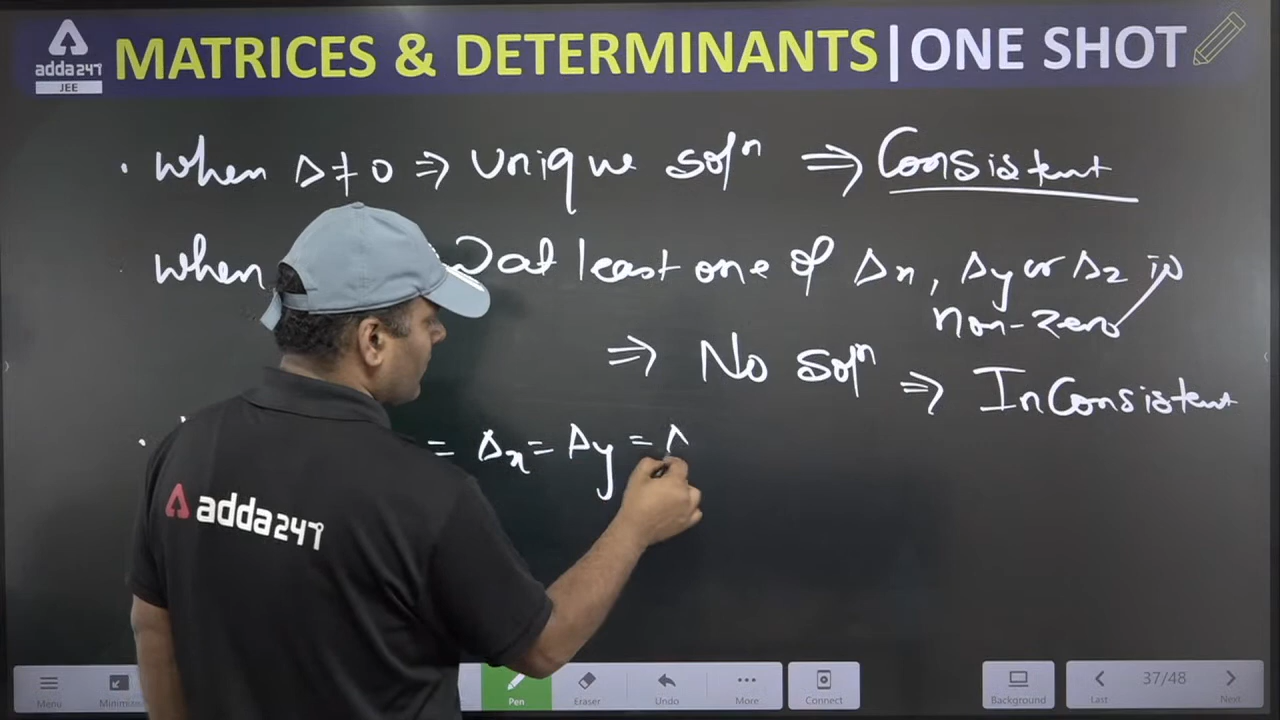 adda247
JEE
MATRICES & DETERMINANTS | ONE SHOT
. when Δ ≠ 0 ⇒ unique solⁿ ⇒ Consistent
. when at least one of Δx, Δy or Δz is
non-zero
⇒ No solⁿ ⇒ InConsistent
. = Δx = Δy = Δ
adda247
Menu
Minimize
Pen
Eraser
Undo
More
Connect
Background
Last
37/48
Next